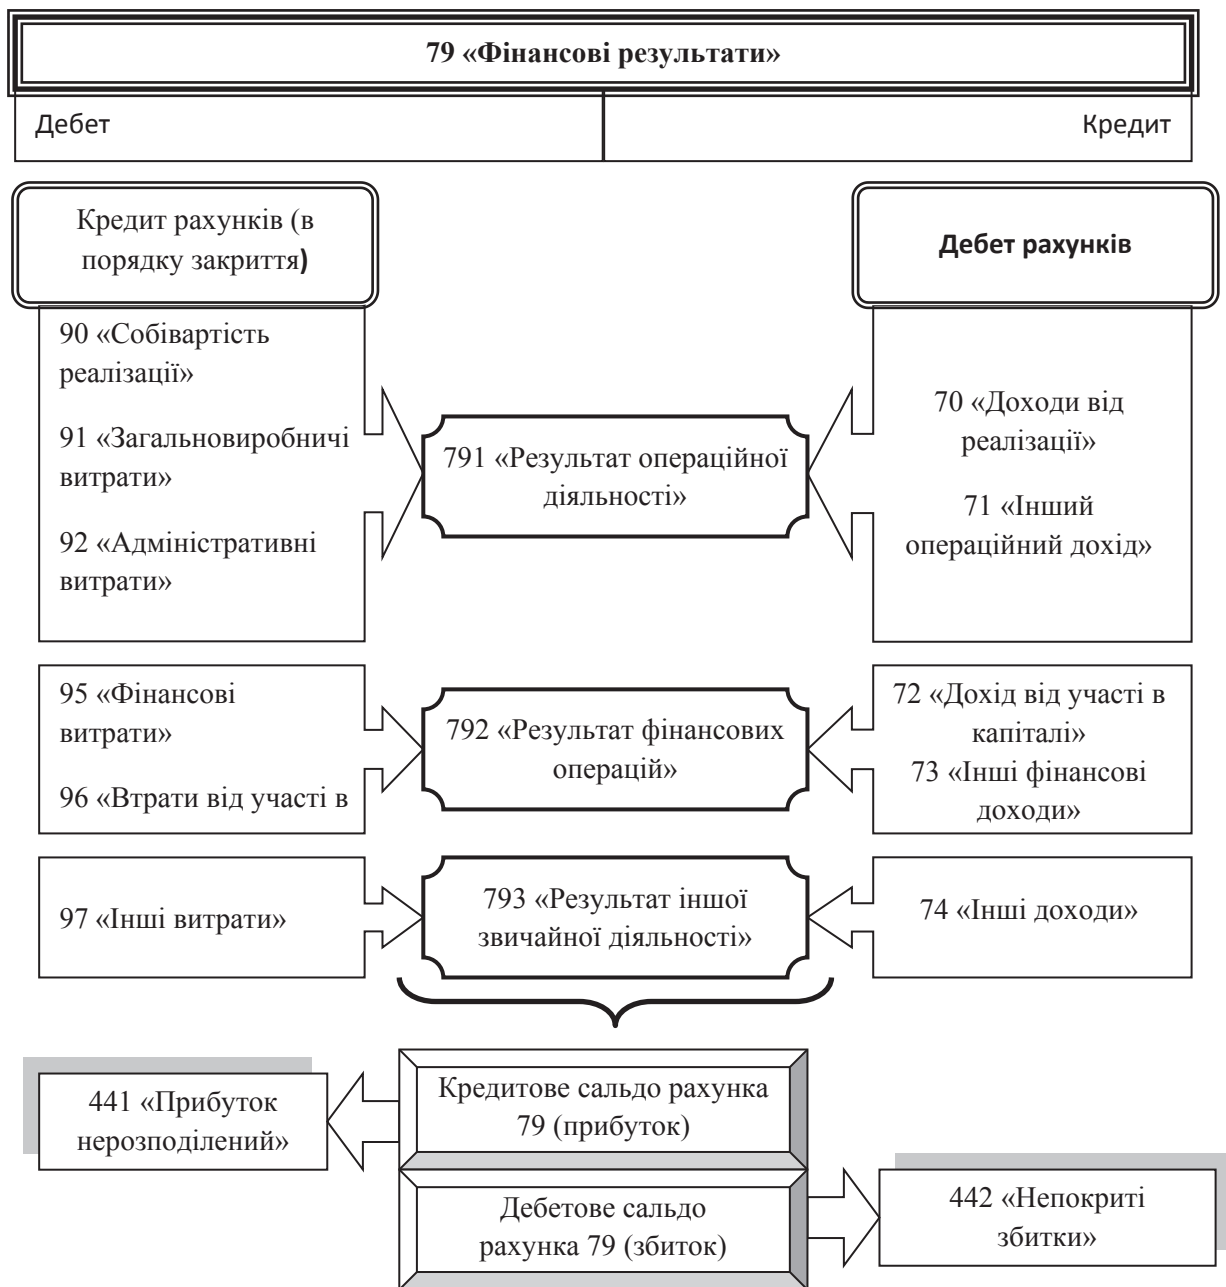 79 «Фінансові результати»
Дебет
Кредит
Кредит рахунків (в
порядку закриття)
Дебет рахунків
90 «Собівартість
реалізації»
91 «Загальновиробничі
витрати»
92 «Адміністративні
витрати»
791 «Результат операційної
діяльності»
70 «Доходи від
реалізації»
71 «Інший
операційний дохід»
95 «Фінансові
витрати»
96 «Втрати від участі в
792 «Результат фінансових
операцій»
72 «Дохід від участі в
капіталі»
73 «Інші фінансові
доходи»
97 «Інші витрати»
793 «Результат іншої
звичайної діяльності»
74 «Інші доходи»
441 «Прибуток
нерозподілений»
Кредитове сальдо рахунка
79 (прибуток)
Дебетове сальдо
рахунка 79 (збиток)
442 «Непокриті
збитки»